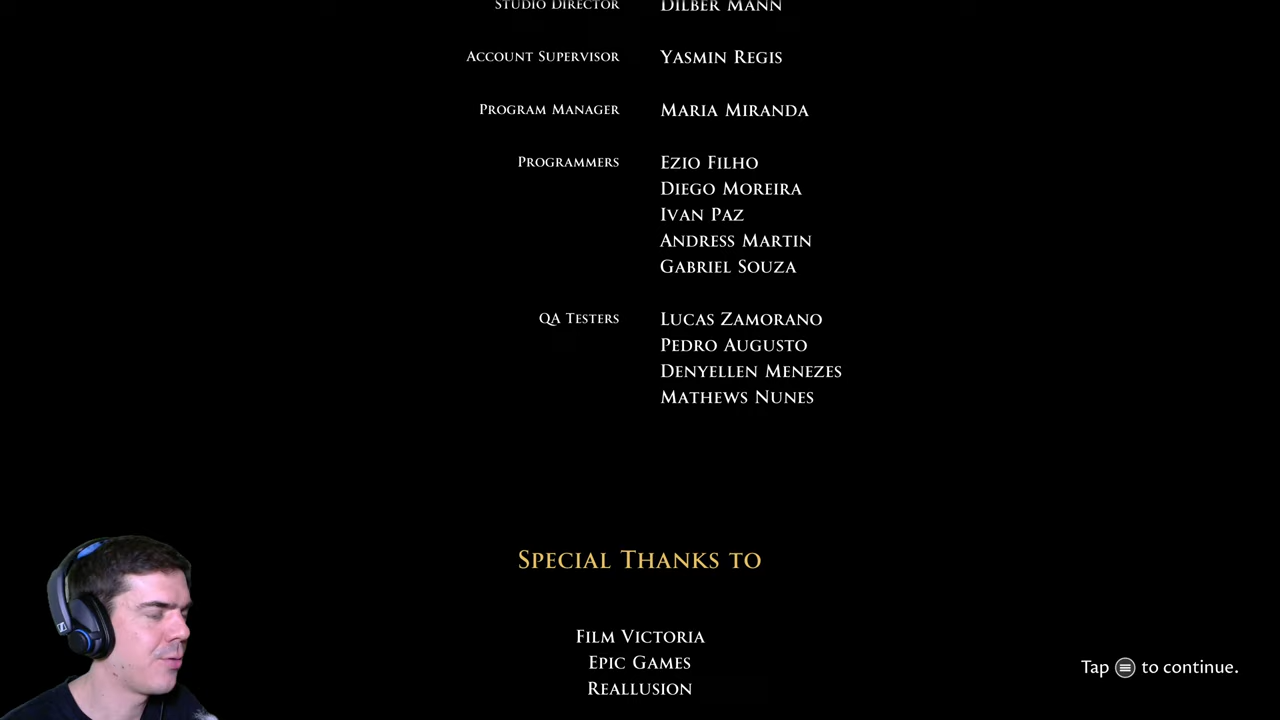 Studio Director Dilber Mann
Account Supervisor Yasmin Regis
Program Manager Maria Miranda
Programmers Ezio Filho
Diego Moreira
Ivan Paz
Andress Martin
Gabriel Souza
QA Testers Lucas Zamorano
Pedro Augusto
Denyellen Menezes
Mathews Nunes
Special Thanks to
Film Victoria
Epic Games
Reallusion
Tap to continue.